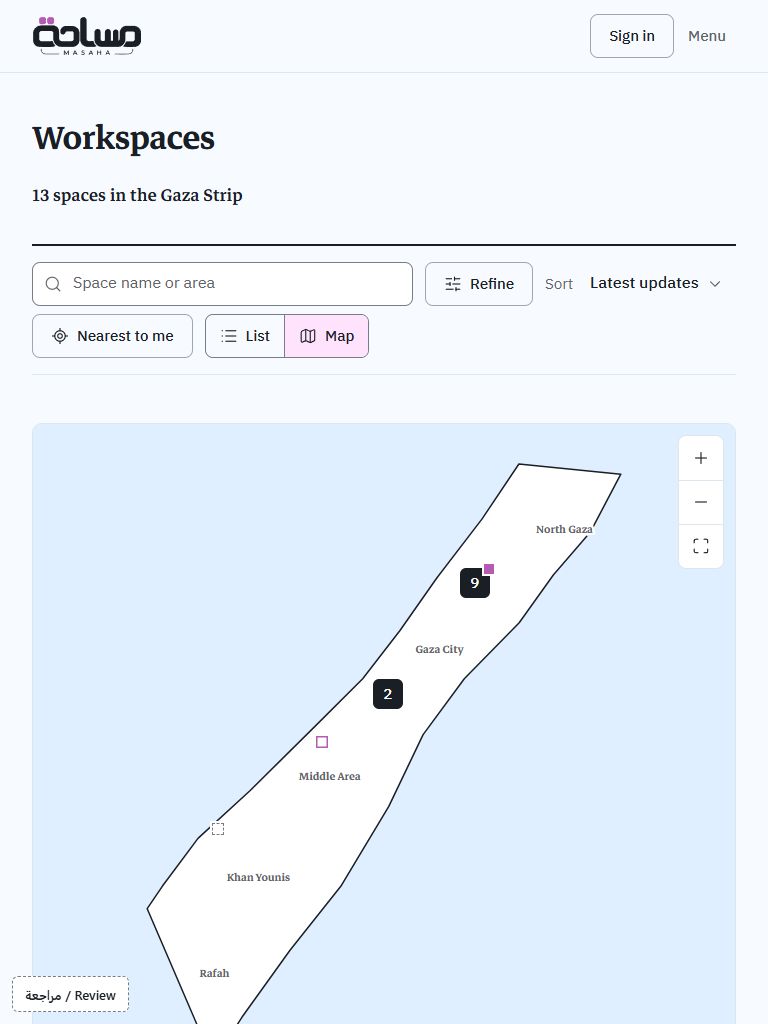 مساحة
MASAHA
Sign in
Menu
Workspaces
13 spaces in the Gaza Strip
Space name or area
Refine
Sort
Latest updates
Nearest to me
List
Map
North Gaza
9
Gaza City
2
Middle Area
Khan Younis
Rafah
مراجعة / Review